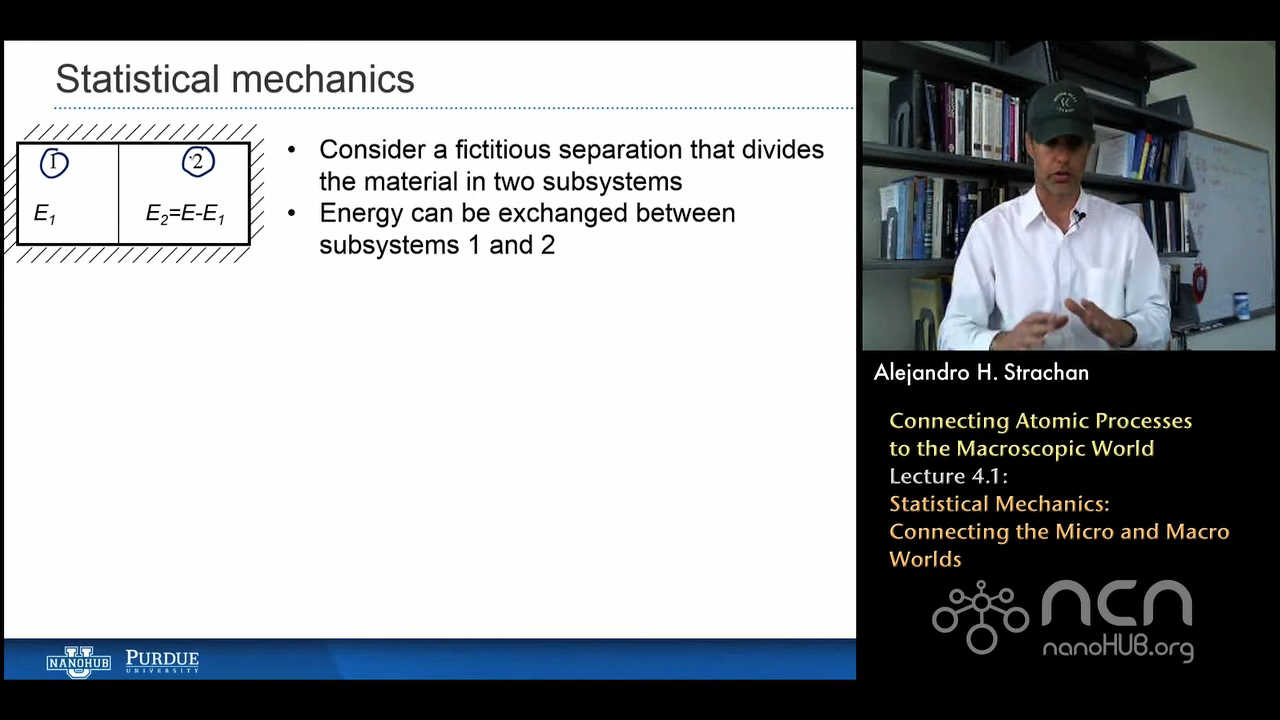 Statistical mechanics
1
2
E₁
E₂=E-E₁
• Consider a fictitious separation that divides
the material in two subsystems
• Energy can be exchanged between
subsystems 1 and 2
NANOHUB
U
PURDUE
UNIVERSITY
Alejandro H. Strachan
Connecting Atomic Processes
to the Macroscopic World
Lecture 4.1:
Statistical Mechanics:
Connecting the Micro and Macro
Worlds
ncn
nanoHUB.org